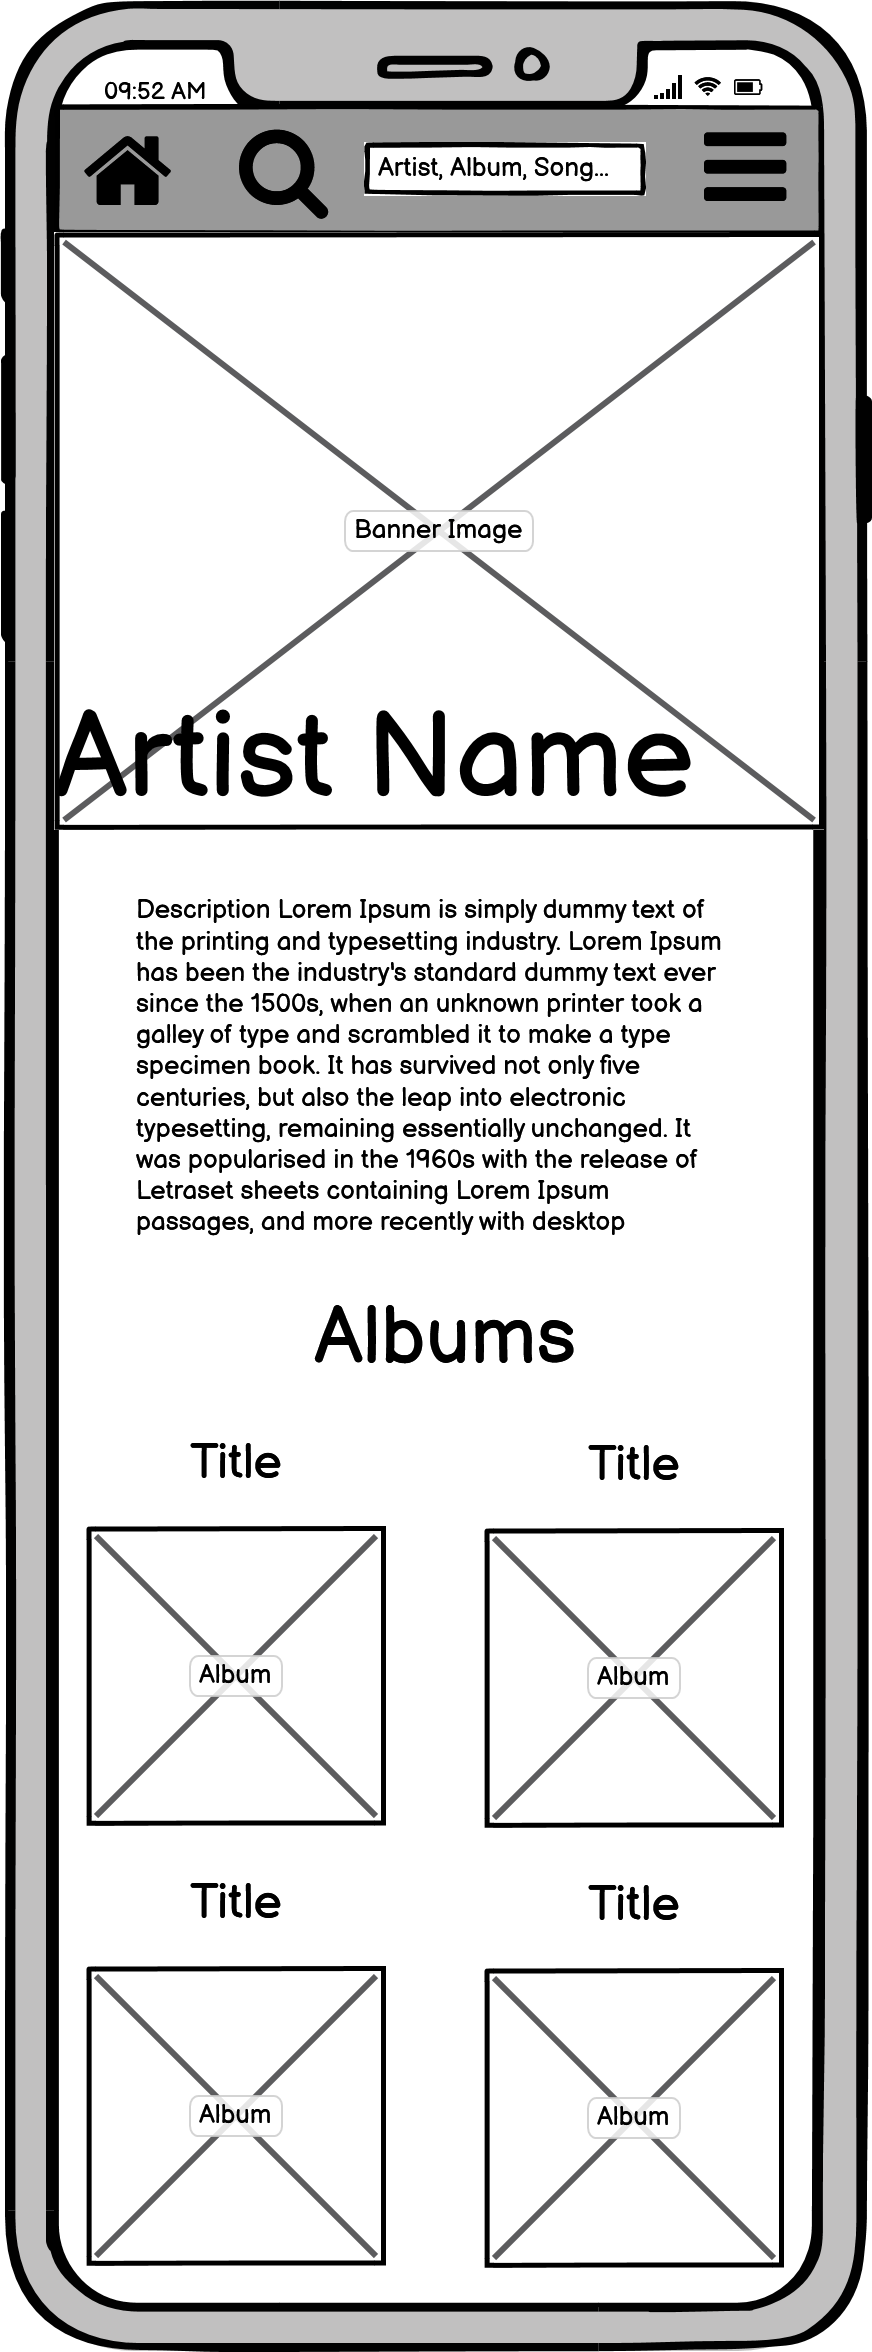 09:52 AM
Artist, Album, Song...
Banner Image
Artist Name
Description Lorem Ipsum is simply dummy text of
the printing and typesetting industry. Lorem Ipsum
has been the industry's standard dummy text ever
since the 1500s, when an unknown printer took a
galley of type and scrambled it to make a type
specimen book. It has survived not only five
centuries, but also the leap into electronic
typesetting, remaining essentially unchanged. It
was popularised in the 1960s with the release of
Letraset sheets containing Lorem Ipsum
passages, and more recently with desktop
Albums
Title
Title
Album
Album
Title
Title
Album
Album